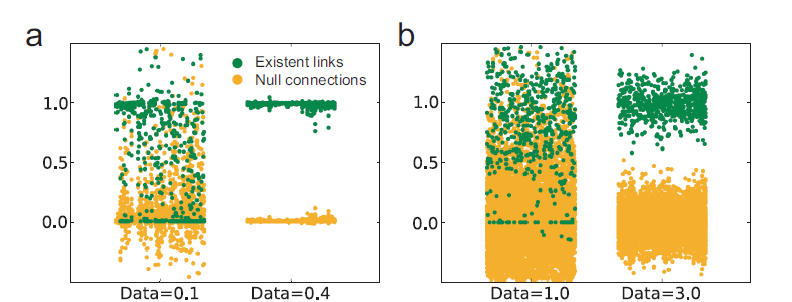 a
b
Existent links
Null connections
1.0
0.5
0.0
1.0
0.5
0.0
Data=0.1
Data=0.4
Data=1.0
Data=3.0